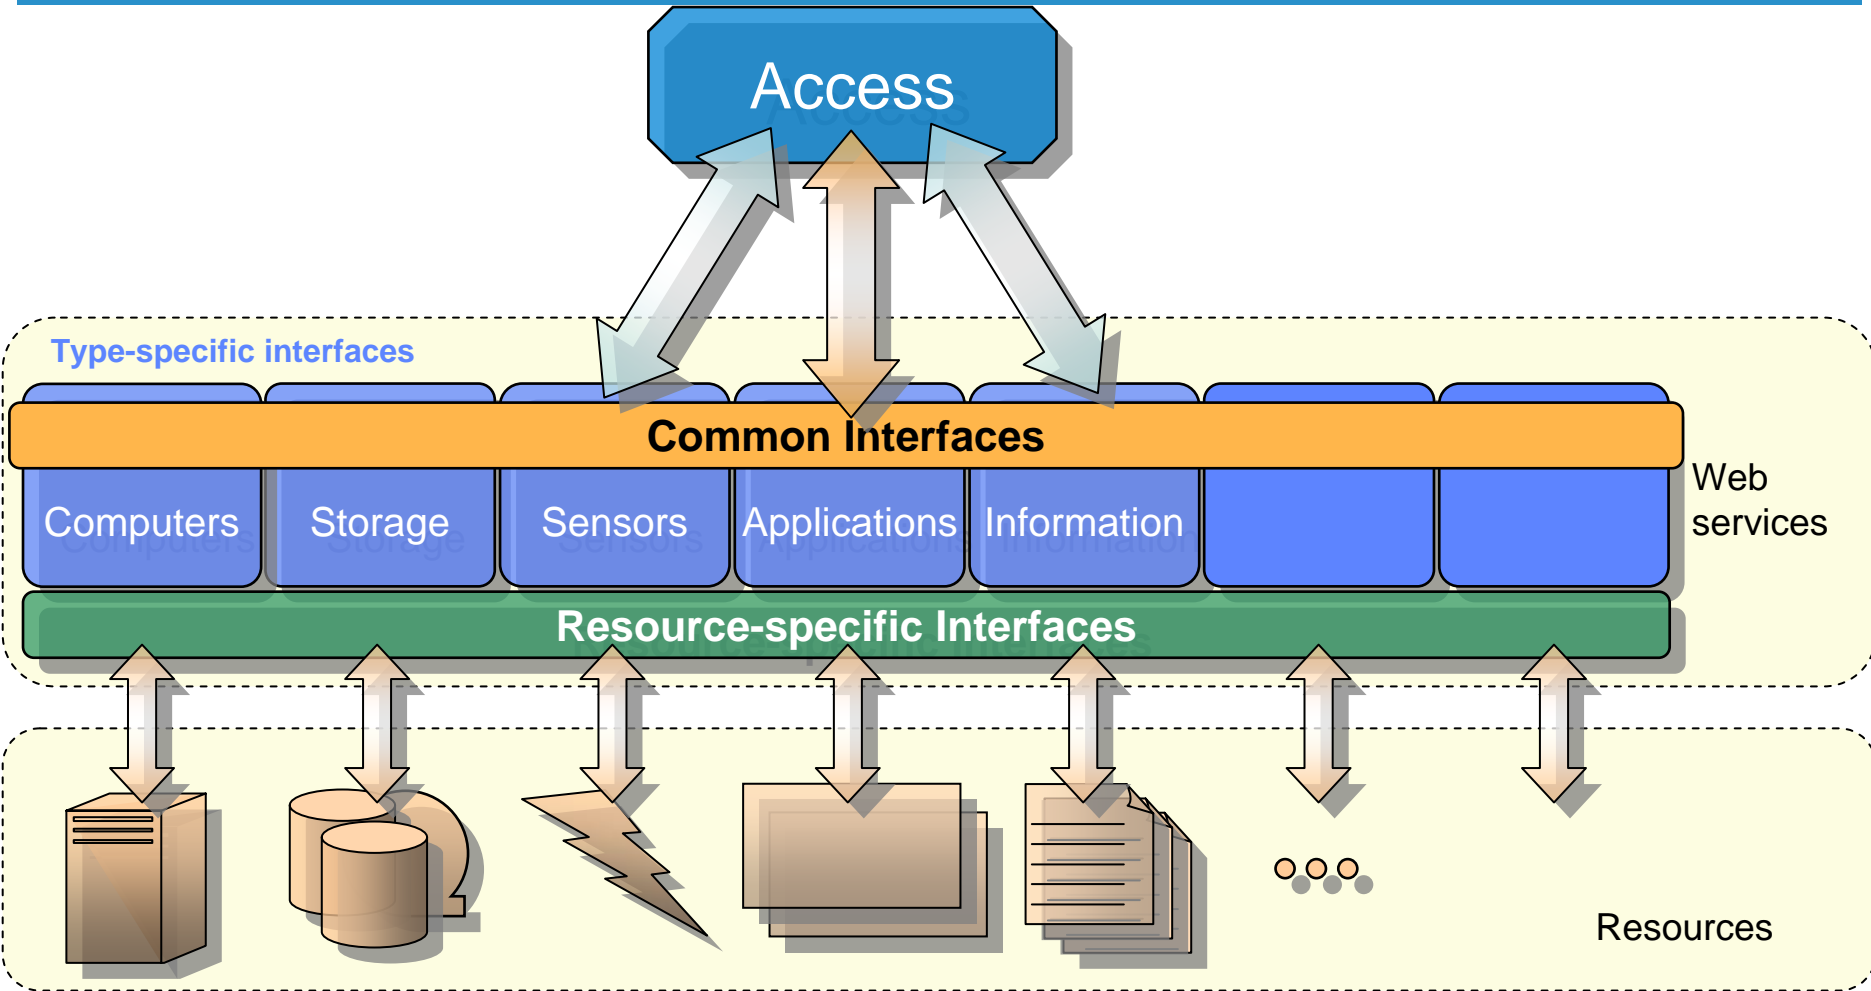 Access
Type-specific interfaces
Common Interfaces
Computers
Storage
Sensors
Applications
Information
Web
services
Resource-specific Interfaces
Resources